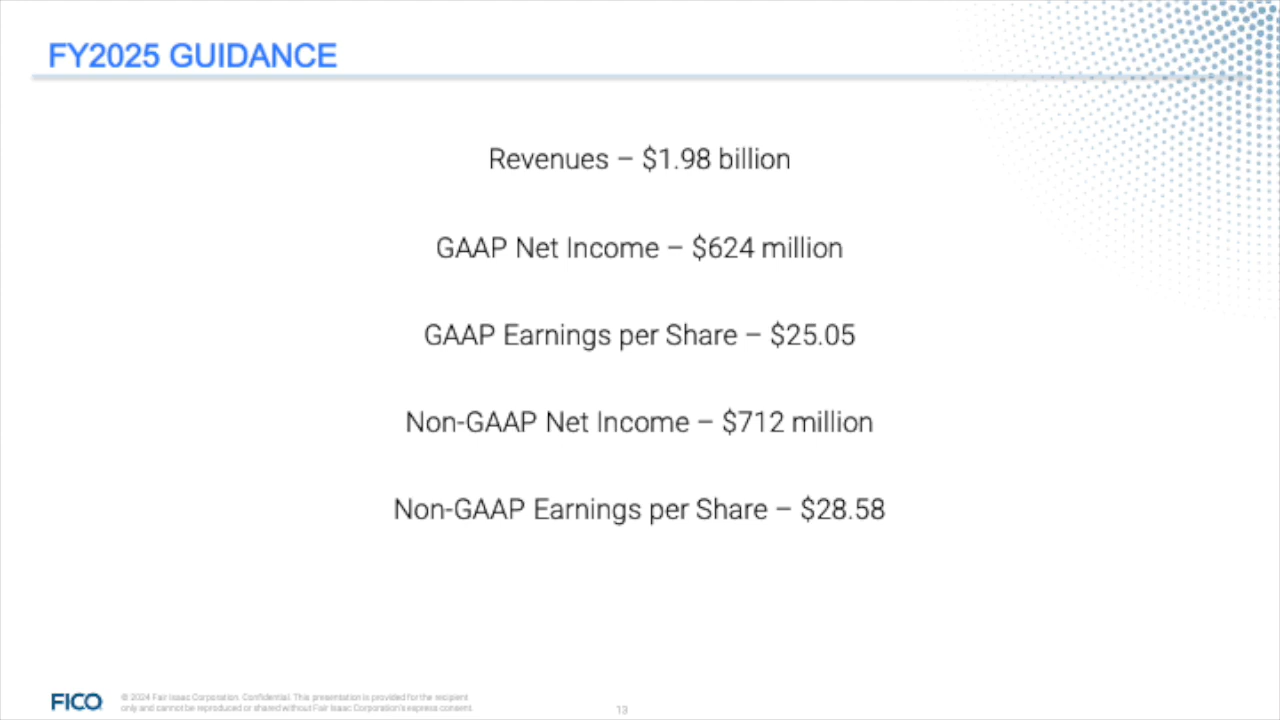 FY2025 GUIDANCE
Revenues – $1.98 billion
GAAP Net Income – $624 million
GAAP Earnings per Share – $25.05
Non-GAAP Net Income – $712 million
Non-GAAP Earnings per Share – $28.58
FICO
© 2024 Fair Isaac Corporation. Confidential. This presentation is provided for the recipient
only and cannot be reproduced or shared without Fair Isaac Corporation's express consent.
13